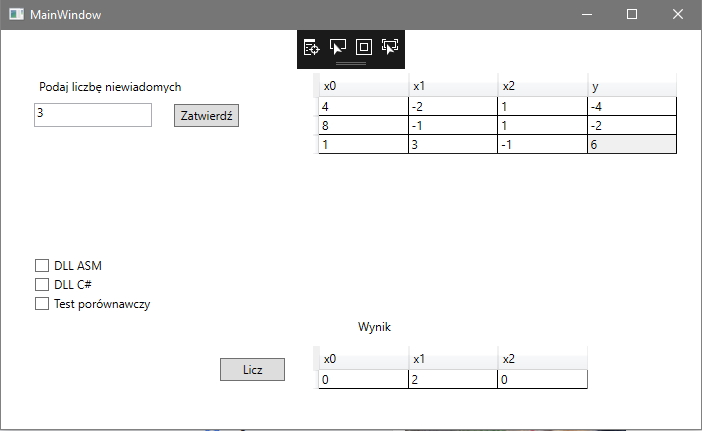 MainWindow
Podaj liczbę niewiadomych
3
Zatwierdź
x0 x1 x2 y
4 -2 1 -4
8 -1 1 -2
1 3 -1 6
DLL ASM
DLL C#
Test porównawczy
Wynik
Licz
x0 x1 x2
0 2 0